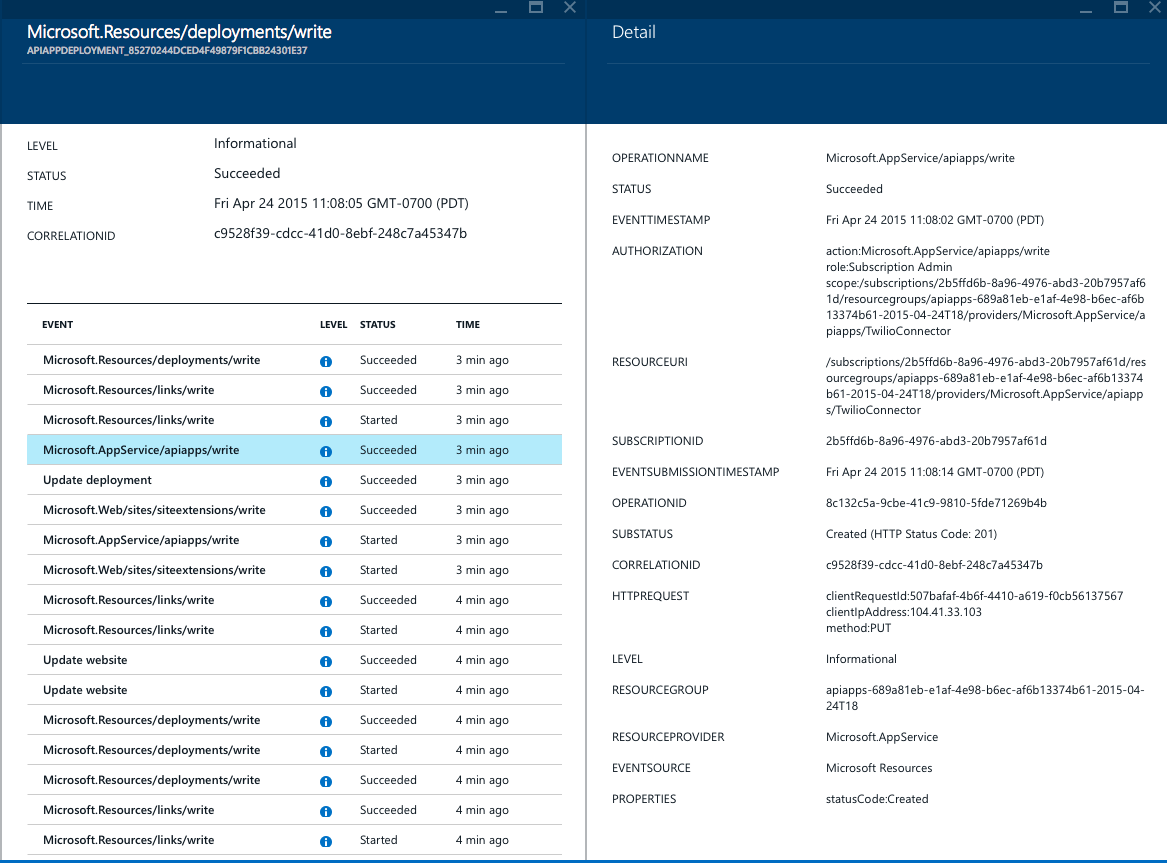 Microsoft.Resources/deployments/write
APIAPPDEPLOYMENT_85270244DCED4F49879F1CBB24301E37
LEVEL Informational
STATUS Succeeded
TIME Fri Apr 24 2015 11:08:05 GMT-0700 (PDT)
CORRELATIONID c9528f39-cdcc-41d0-8ebf-248c7a45347b
EVENT LEVEL STATUS TIME
Microsoft.Resources/deployments/write Succeeded 3 min ago
Microsoft.Resources/links/write Succeeded 3 min ago
Microsoft.Resources/links/write Started 3 min ago
Microsoft.AppService/apiapps/write Succeeded 3 min ago
Update deployment Succeeded 3 min ago
Microsoft.Web/sites/siteextensions/write Succeeded 3 min ago
Microsoft.AppService/apiapps/write Started 3 min ago
Microsoft.Web/sites/siteextensions/write Started 3 min ago
Microsoft.Resources/links/write Succeeded 4 min ago
Microsoft.Resources/links/write Started 4 min ago
Update website Succeeded 4 min ago
Update website Started 4 min ago
Microsoft.Resources/deployments/write Succeeded 4 min ago
Microsoft.Resources/deployments/write Started 4 min ago
Microsoft.Resources/deployments/write Succeeded 4 min ago
Microsoft.Resources/links/write Succeeded 4 min ago
Microsoft.Resources/links/write Started 4 min ago
Detail
OPERATIONNAME Microsoft.AppService/apiapps/write
STATUS Succeeded
EVENTTIMESTAMP Fri Apr 24 2015 11:08:02 GMT-0700 (PDT)
AUTHORIZATION action:Microsoft.AppService/apiapps/write
role:Subscription Admin
scope:/subscriptions/2b5ffd6b-8a96-4976-abd3-20b7957af6
1d/resourcegroups/apiapps-689a81eb-e1af-4e98-b6ec-af6b
13374b61-2015-04-24T18/providers/Microsoft.AppService/a
piapps/TwilioConnector
RESOURCEURI /subscriptions/2b5ffd6b-8a96-4976-abd3-20b7957af61d/res
ourcegroups/apiapps-689a81eb-e1af-4e98-b6ec-af6b13374
b61-2015-04-24T18/providers/Microsoft.AppService/apiapp
s/TwilioConnector
SUBSCRIPTIONID 2b5ffd6b-8a96-4976-abd3-20b7957af61d
EVENTSUBMISSIONTIMESTAMP Fri Apr 24 2015 11:08:14 GMT-0700 (PDT)
OPERATIONID 8c132c5a-9cbe-41c9-9810-5fde71269b4b
SUBSTATUS Created (HTTP Status Code: 201)
CORRELATIONID c9528f39-cdcc-41d0-8ebf-248c7a45347b
HTTPREQUEST clientRequestId:507bafaf-4b6f-4410-a619-f0cb56137567
clientIpAddress:104.41.33.103
method:PUT
LEVEL Informational
RESOURCEGROUP apiapps-689a81eb-e1af-4e98-b6ec-af6b13374b61-2015-04-
24T18
RESOURCEPROVIDER Microsoft.AppService
EVENTSOURCE Microsoft Resources
PROPERTIES statusCode:Created